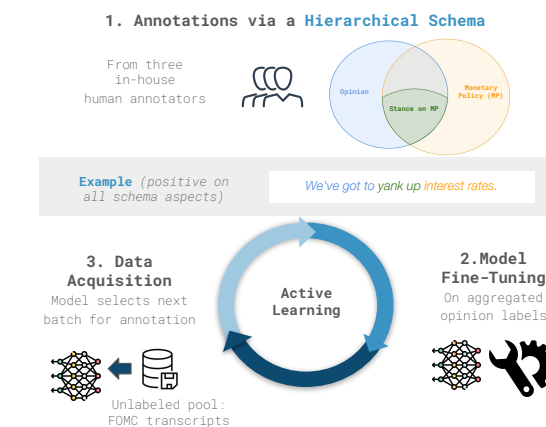 1. Annotations via a Hierarchical Schema
From three
in-house
human annotators
Opinion
Monetary
Policy (MP)
Stance on MP
Example (positive on
all schema aspects)
We've got to yank up interest rates.
3. Data
Acquisition
Model selects next
batch for annotation
Active
Learning
2.Model
Fine-Tuning
On aggregated
opinion labels
Unlabeled pool:
FOMC transcripts